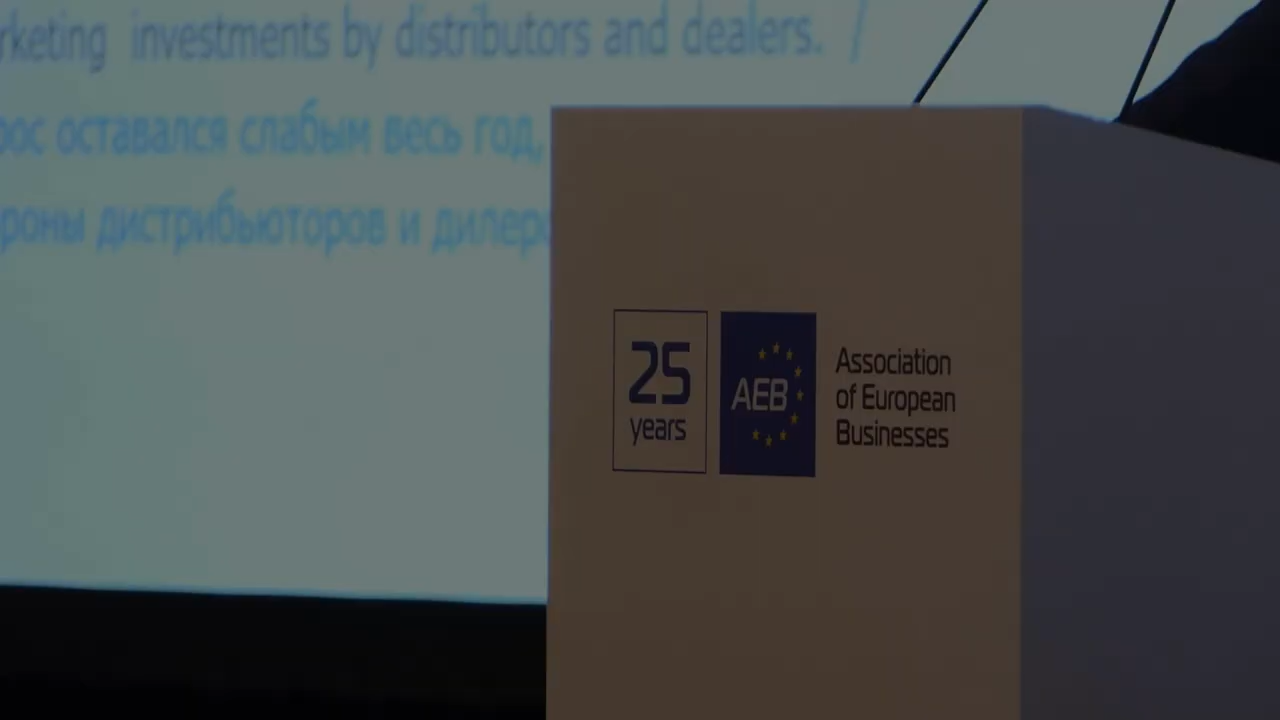 investments by distributors and dealers. /
оставался слабым весь год,
дистрибьюторов и
25
years
AEB
Association
of European
Businesses